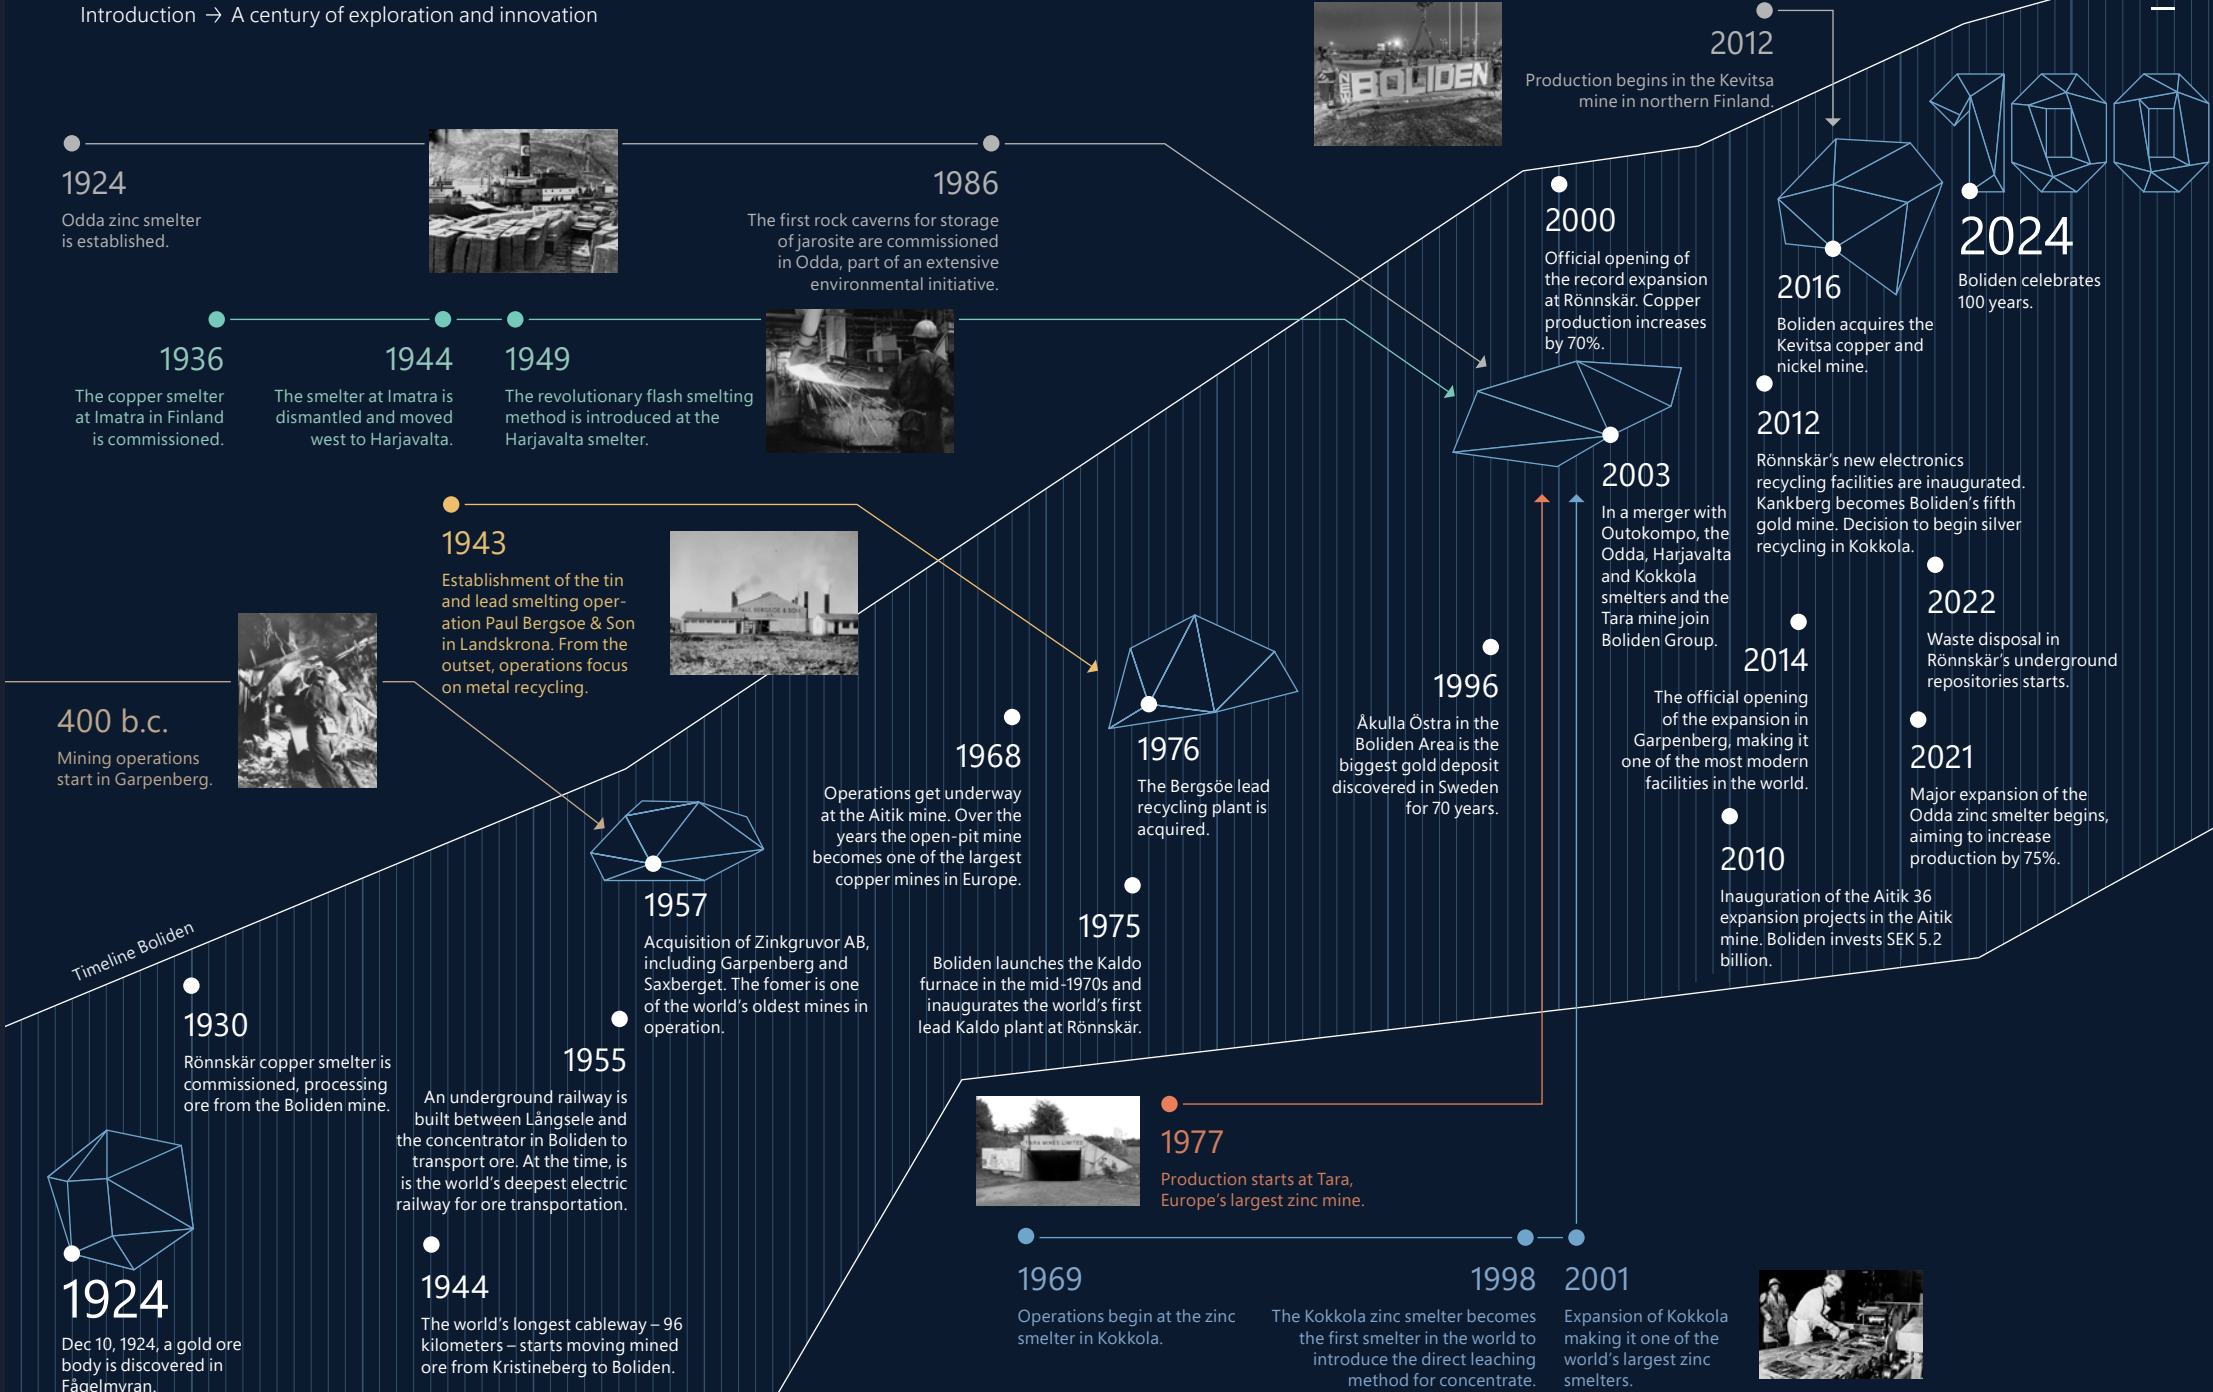 Introduction → A century of exploration and innovation
BOLIDEN
2012
Production begins in the Kevitsa
mine in northern Finland.
100
1924
Odda zinc smelter
is established.
1986
The first rock caverns for storage
of jarosite are commissioned
in Odda, part of an extensive
environmental initiative.
2000
Official opening of
the record expansion
at Rönnskär. Copper
production increases
by 70%.
2016
Boliden acquires the
Kevitsa copper and
nickel mine.
2024
Boliden celebrates
100 years.
1936
The copper smelter
at Imatra in Finland
is commissioned.
1944
The smelter at Imatra is
dismantled and moved
west to Harjavalta.
1949
The revolutionary flash smelting
method is introduced at the
Harjavalta smelter.
2003
In a merger with
Outokompo, the
Odda, Harjavalta
and Kokkola
smelters and the
Tara mine join
Boliden Group.
2012
Rönnskär’s new electronics
recycling facilities are inaugurated.
Kankberg becomes Boliden’s fifth
gold mine. Decision to begin silver
recycling in Kokkola.
1943
Establishment of the tin
and lead smelting oper-
ation Paul Bergsoe & Son
in Landskrona. From the
outset, operations focus
on metal recycling.
PAUL BERGSOE & SON
2022
Waste disposal in
Rönnskär’s underground
repositories starts.
2014
The official opening
of the expansion in
Garpenberg, making it
one of the most modern
facilities in the world.
400 b.c.
Mining operations
start in Garpenberg.
1968
Operations get underway
at the Aitik mine. Over the
years the open-pit mine
becomes one of the largest
copper mines in Europe.
1976
The Bergsöe lead
recycling plant is
acquired.
1996
Åkulla Östra in the
Boliden Area is the
biggest gold deposit
discovered in Sweden
for 70 years.
2021
Major expansion of the
Odda zinc smelter begins,
aiming to increase
production by 75%.
2010
Inauguration of the Aitik 36
expansion projects in the Aitik
mine. Boliden invests SEK 5.2
billion.
1957
Acquisition of Zinkgruvor AB,
including Garpenberg and
Saxberget. The fomer is one
of the world’s oldest mines in
operation.
1975
Boliden launches the Kaldo
furnace in the mid-1970s and
inaugurates the world’s first
lead Kaldo plant at Rönnskär.
Timeline Boliden
1930
Rönnskär copper smelter is
commissioned, processing
ore from the Boliden mine.
1955
An underground railway is
built between Långsele and
the concentrator in Boliden to
transport ore. At the time, is
is the world’s deepest electric
railway for ore transportation.
TARA MINES LIMITED
1977
Production starts at Tara,
Europe’s largest zinc mine.
1924
Dec 10, 1924, a gold ore
body is discovered in
Fågelmyran.
1944
The world’s longest cableway – 96
kilometers – starts moving mined
ore from Kristineberg to Boliden.
1969
Operations begin at the zinc
smelter in Kokkola.
1998
The Kokkola zinc smelter becomes
the first smelter in the world to
introduce the direct leaching
method for concentrate.
2001
Expansion of Kokkola
making it one of the
world’s largest zinc
smelters.